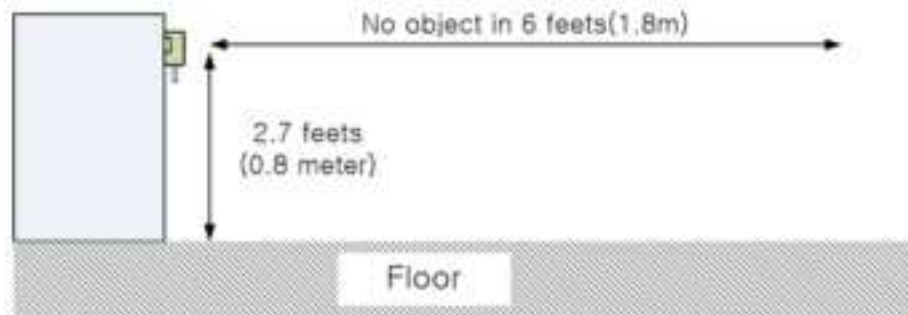 No object in 6 feets(1.8m)
2.7 feets
(0.8 meter)
Floor